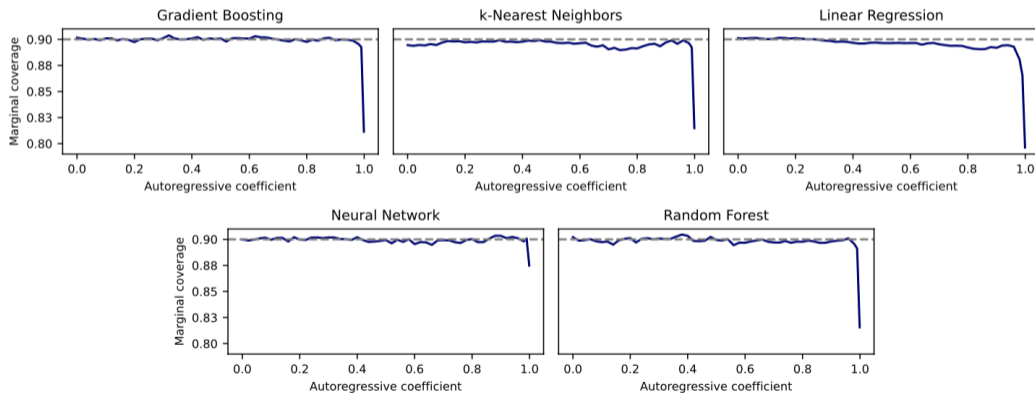 Gradient Boosting
k-Nearest Neighbors
Linear Regression
Marginal coverage
0.90
0.88
0.85
0.83
0.80
0.0 0.2 0.4 0.6 0.8 1.0
0.0 0.2 0.4 0.6 0.8 1.0
0.0 0.2 0.4 0.6 0.8 1.0
Autoregressive coefficient
Autoregressive coefficient
Autoregressive coefficient
Neural Network
Random Forest
Marginal coverage
0.90
0.88
0.85
0.83
0.80
0.0 0.2 0.4 0.6 0.8 1.0
0.0 0.2 0.4 0.6 0.8 1.0
Autoregressive coefficient
Autoregressive coefficient